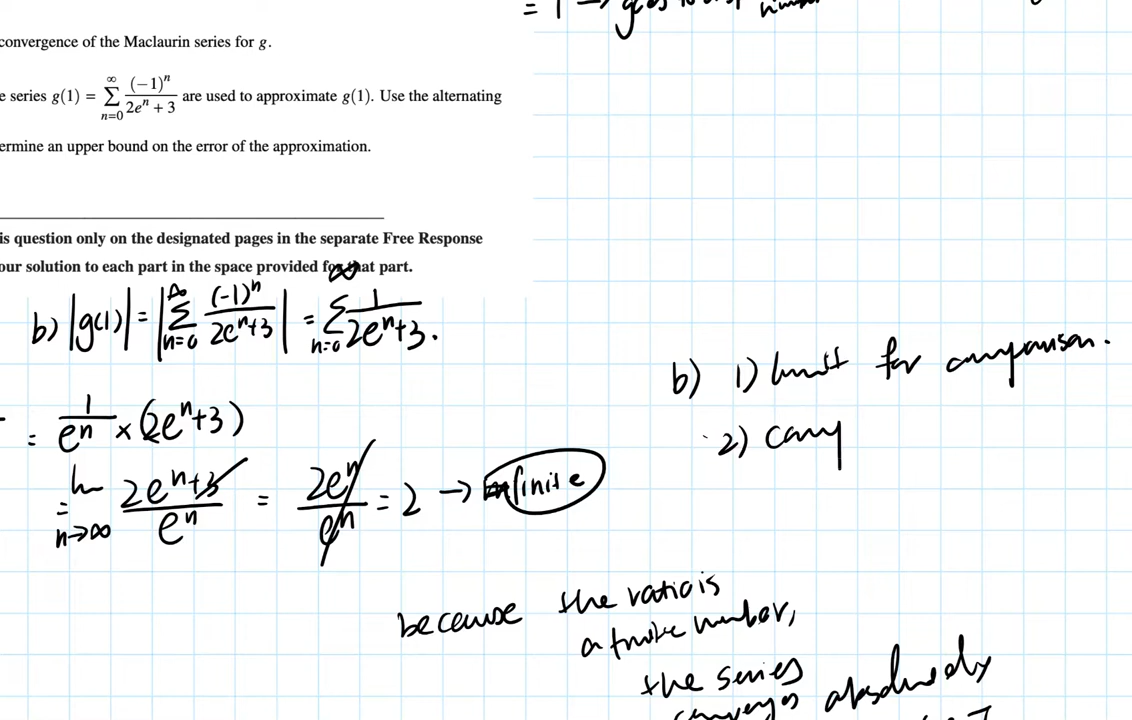 = 1 →
convergence of the Maclaurin series for g.
e series g(1) = ∑_{n=0}^{∞} (-1)^n / (2e^n + 3) are used to approximate g(1). Use the alternating
ermine an upper bound on the error of the approximation.
is question only on the designated pages in the separate Free Response
our solution to each part in the space provided for that part.
b) |g(1)| = |∑_{n=0}^{∞} (-1)^n / (2e^n+3)| = ∑_{n=0}^{∞} 1 / (2e^n+3).
= 1/e^n × (2e^n+3)
= lim_{n→∞} (2e^n+3) / e^n = 2e^n / e^n = 2 → finite
b) 1) limit for comparison.
2)
because the ratio is
a finite number,
the series
converges absolutely